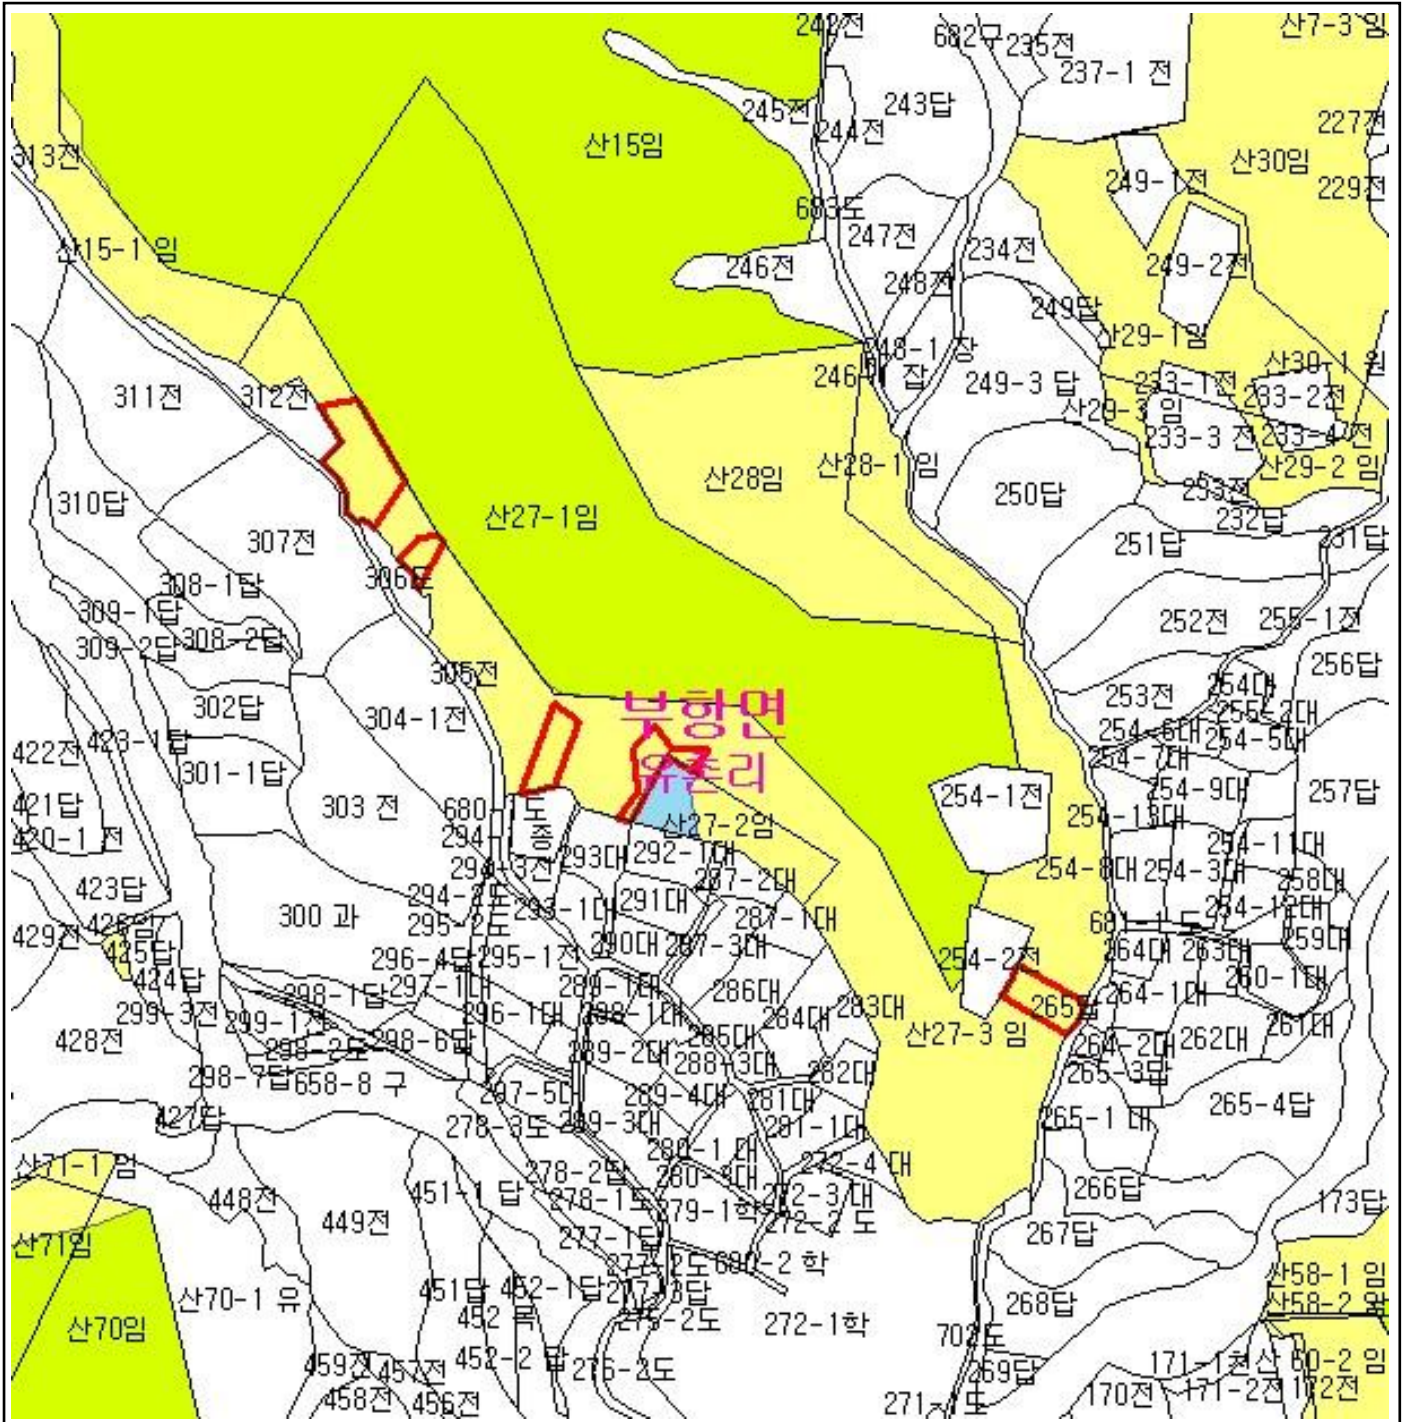 242전
682구
235전
산7-3 임
237-1 전
243답
245전
244전
227전
산15임
산30임
313전
249-1전
229전
683도
247전
234전
산15-1 임
246전
248전
249-2전
249답
산29-1임
248-1 장
산30-1 원
246-1 잡
249-3 답
233-1전
233-2전
311전
312전
산29-3 임
233-3 전
233-4 전
산28임
산28-1 임
산29-2 임
310답
250답
233전
산27-1임
232답
307전
251답
231답
306도
308-1답
309-1답
308-2답
309-2답
252전
255-1전
305전
256답
302답
304-1전
북항면
253전
254대
255-2대
422전
423-1답
254-6대
254-5대
254-7대
유촌리
301-1답
421답
303 전
254-1전
254-9대
257답
254-13대
산27-2임
420-1 전
293대
292-1대
254-11대
294-3전
287-2대
254-8대
254-3대
258대
423답
294-2도
291대
254-12대
300 과
295-2도
293-1대
287-1대
681-1 도
429전
426임
290대
287-3대
259대
425답
296-4답
295-1전
254-2전
264대
263대
424답
297-1대
289-1대
286대
260-1대
298-1답
264-1대
299-3전
299-1전
296-1대
288-1대
284대
283대
265답
428전
298-2도
298-6답
289-2대
285대
산27-3 임
264-2대
262대
261대
288-3대
282대
265-3답
298-7답
658-8 구
297-5대
289-4대
281대
427답
278-3도
289-3대
281-1대
265-1 대
265-4답
280-1 대
산71-1 임
278-2답
280-3대
272-4 대
448전
451-1 답
278-1도
272-3 대
266답
449전
279-1학
272-2 도
173답
산71임
277-1답
267답
277-2도
680-2 학
산58-1 임
산70-1 유
451답
452-1답
277-3답
268답
산58-2 임
산70임
452 목
275-2도
272-1학
702도
459전
457전
452-2 답
276-2도
269답
171-1천
산 60-2 임
458전
456전
170전
171-2전
172전